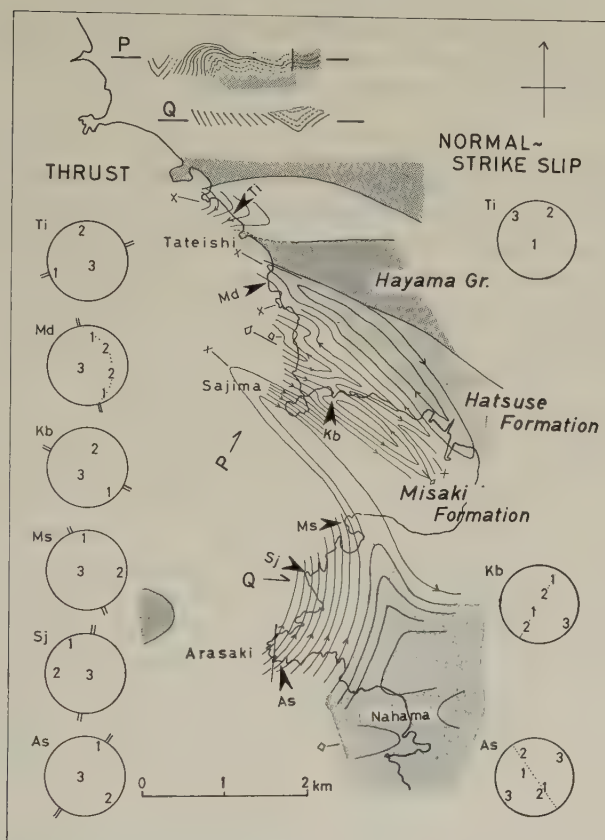 P
Q
NORMAL~
STRIKE SLIP
THRUST
Ti
3 2
1
Ti
2
1
3
Ti
x
Tateishi
x
Hayama Gr.
Md
Md
1
2
3
2
1
x
x
Sajima
Hatsuse
Formation
Kb
P
Kb
2
3
1
Misaki
Formation
Ms
1
3 2
Ms
Sj
Q
Kb
1
2
1
2 3
Sj
1
2 3
Arasaki
As
Nahama
As
1
3
2
As
2 3
1
1
3 2
0 1 2 km